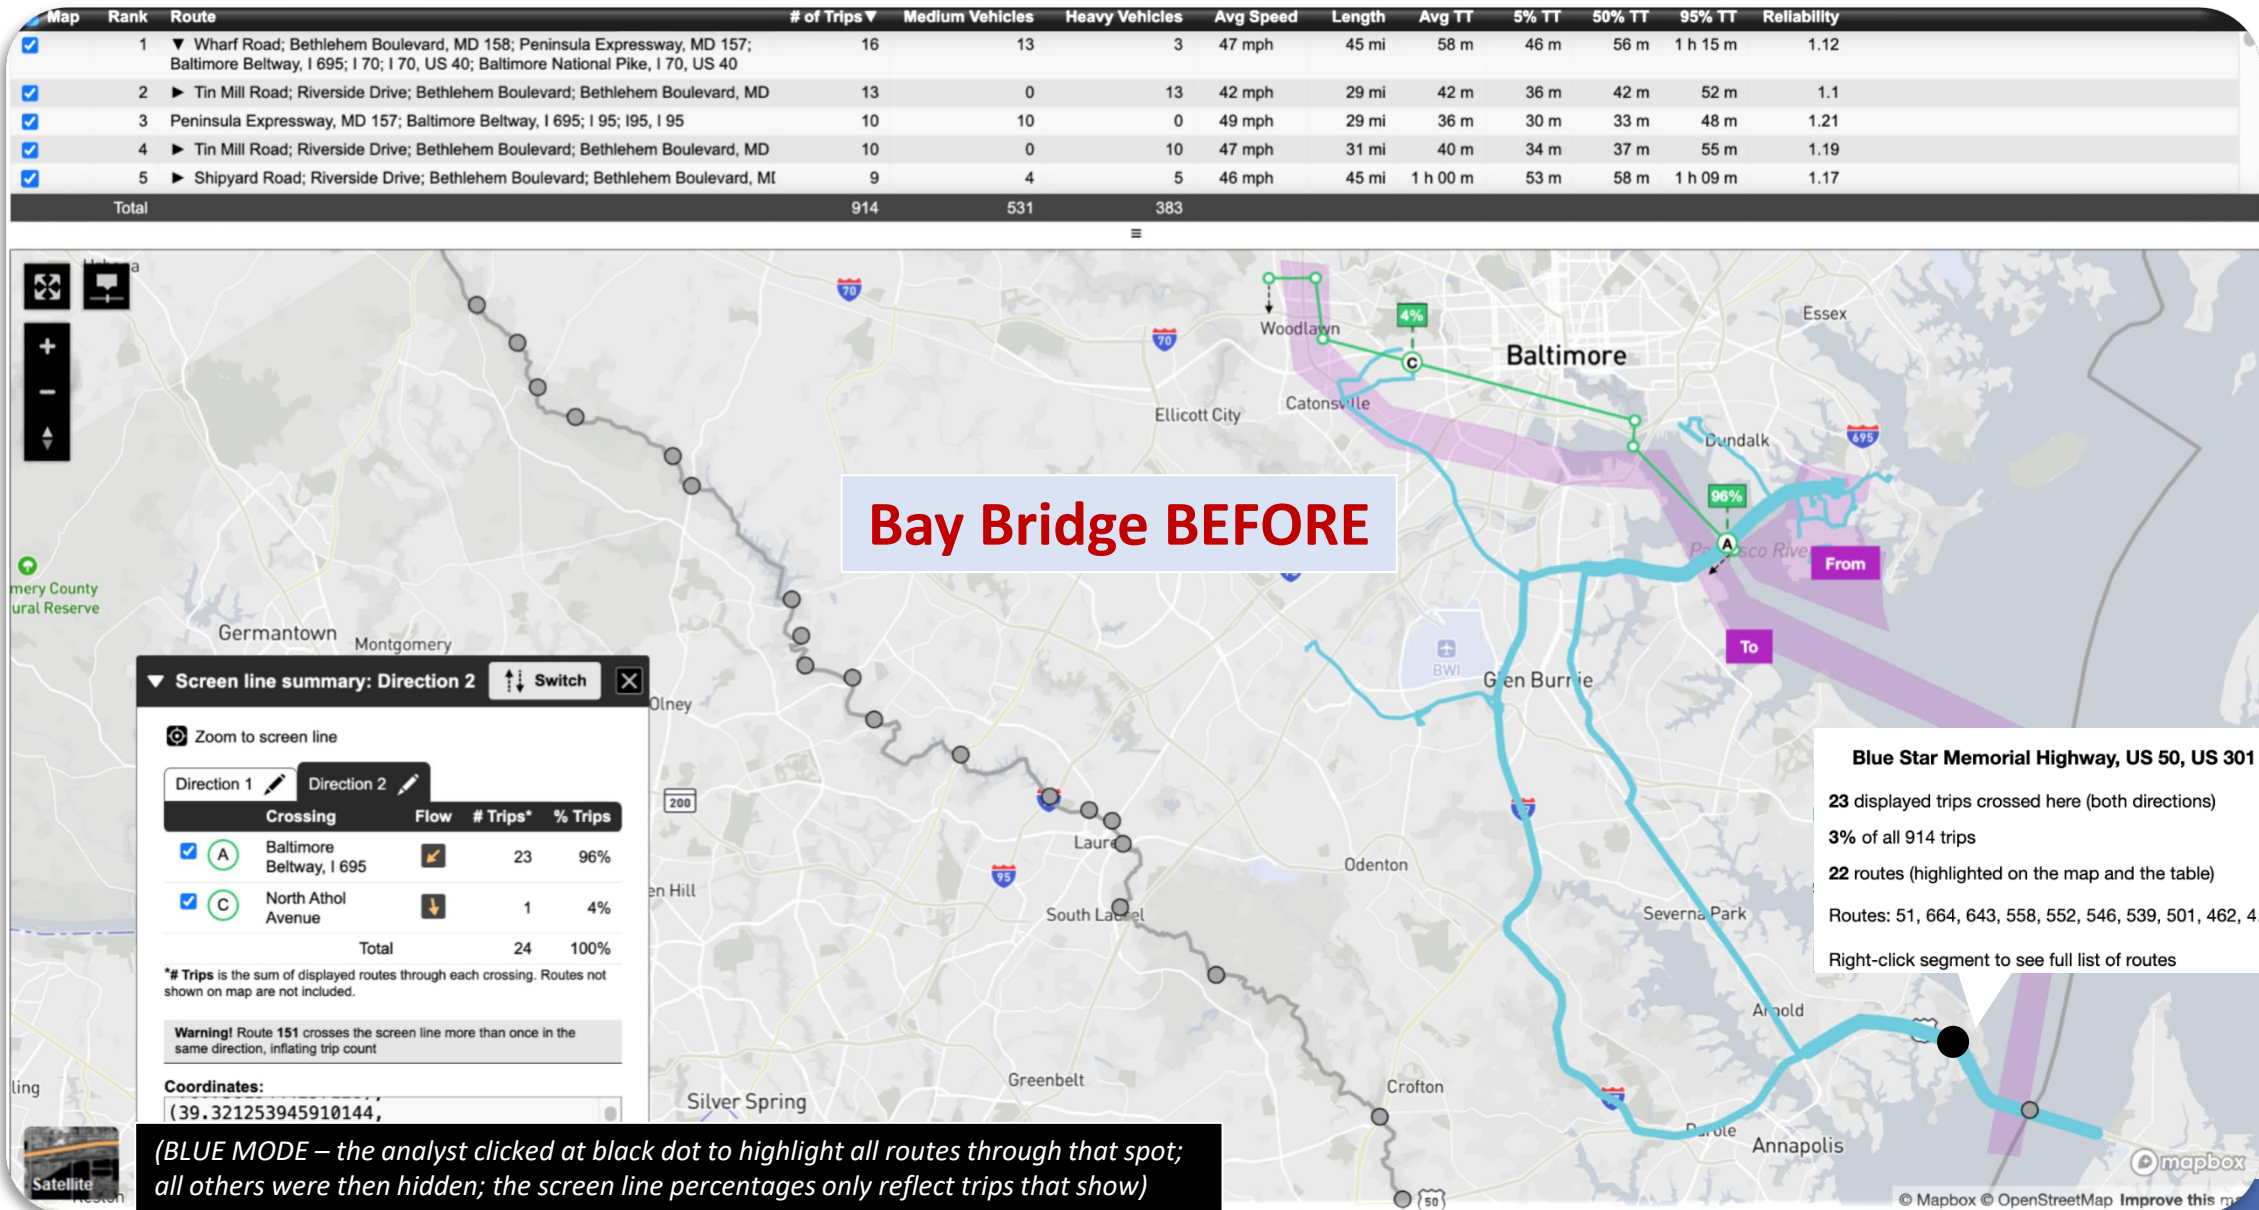 Map Rank Route # of Trips▼ Medium Vehicles Heavy Vehicles Avg Speed Length Avg TT 5% TT 50% TT 95% TT Reliability
1 ▼ Wharf Road; Bethlehem Boulevard, MD 158; Peninsula Expressway, MD 157; 16 13 3 47 mph 45 mi 58 m 46 m 56 m 1 h 15 m 1.12
Baltimore Beltway, I 695; I 70; I 70, US 40; Baltimore National Pike, I 70, US 40
2 ► Tin Mill Road; Riverside Drive; Bethlehem Boulevard; Bethlehem Boulevard, MD 13 0 13 42 mph 29 mi 42 m 36 m 42 m 52 m 1.1
3 Peninsula Expressway, MD 157; Baltimore Beltway, I 695; I 95; I95, I 95 10 10 0 49 mph 29 mi 36 m 30 m 33 m 48 m 1.21
4 ► Tin Mill Road; Riverside Drive; Bethlehem Boulevard; Bethlehem Boulevard, MD 10 0 10 47 mph 31 mi 40 m 34 m 37 m 55 m 1.19
5 ► Shipyard Road; Riverside Drive; Bethlehem Boulevard; Bethlehem Boulevard, MD 9 4 5 46 mph 45 mi 1 h 00 m 53 m 58 m 1 h 09 m 1.17
Total 914 531 383
70
70
Woodlawn
4%
C
Baltimore
Essex
Ellicott City
Catonsville
Dundalk
695
Bay Bridge BEFORE
96%
A
Patapsco River
From
To
mery County
ural Reserve
Germantown
Montgomery
Olney
BWI
Glen Burnie
200
95
Laurel
en Hill
South Laurel
Odenton
Severna Park
Arnold
Greenbelt
Silver Spring
Crofton
Parole
Annapolis
50
ling
▼ Screen line summary: Direction 2 Switch X
Zoom to screen line
Direction 1 Direction 2
Crossing Flow # Trips* % Trips
A Baltimore Beltway, I 695 23 96%
C North Athol Avenue 1 4%
Total 24 100%
*# Trips is the sum of displayed routes through each crossing. Routes not
shown on map are not included.
Warning! Route 151 crosses the screen line more than once in the
same direction, inflating trip count
Coordinates:
(39.321253945910144,
Blue Star Memorial Highway, US 50, US 301
23 displayed trips crossed here (both directions)
3% of all 914 trips
22 routes (highlighted on the map and the table)
Routes: 51, 664, 643, 558, 552, 546, 539, 501, 462, 4
Right-click segment to see full list of routes
Satellite
(BLUE MODE – the analyst clicked at black dot to highlight all routes through that spot;
all others were then hidden; the screen line percentages only reflect trips that show)
mapbox
© Mapbox © OpenStreetMap Improve this